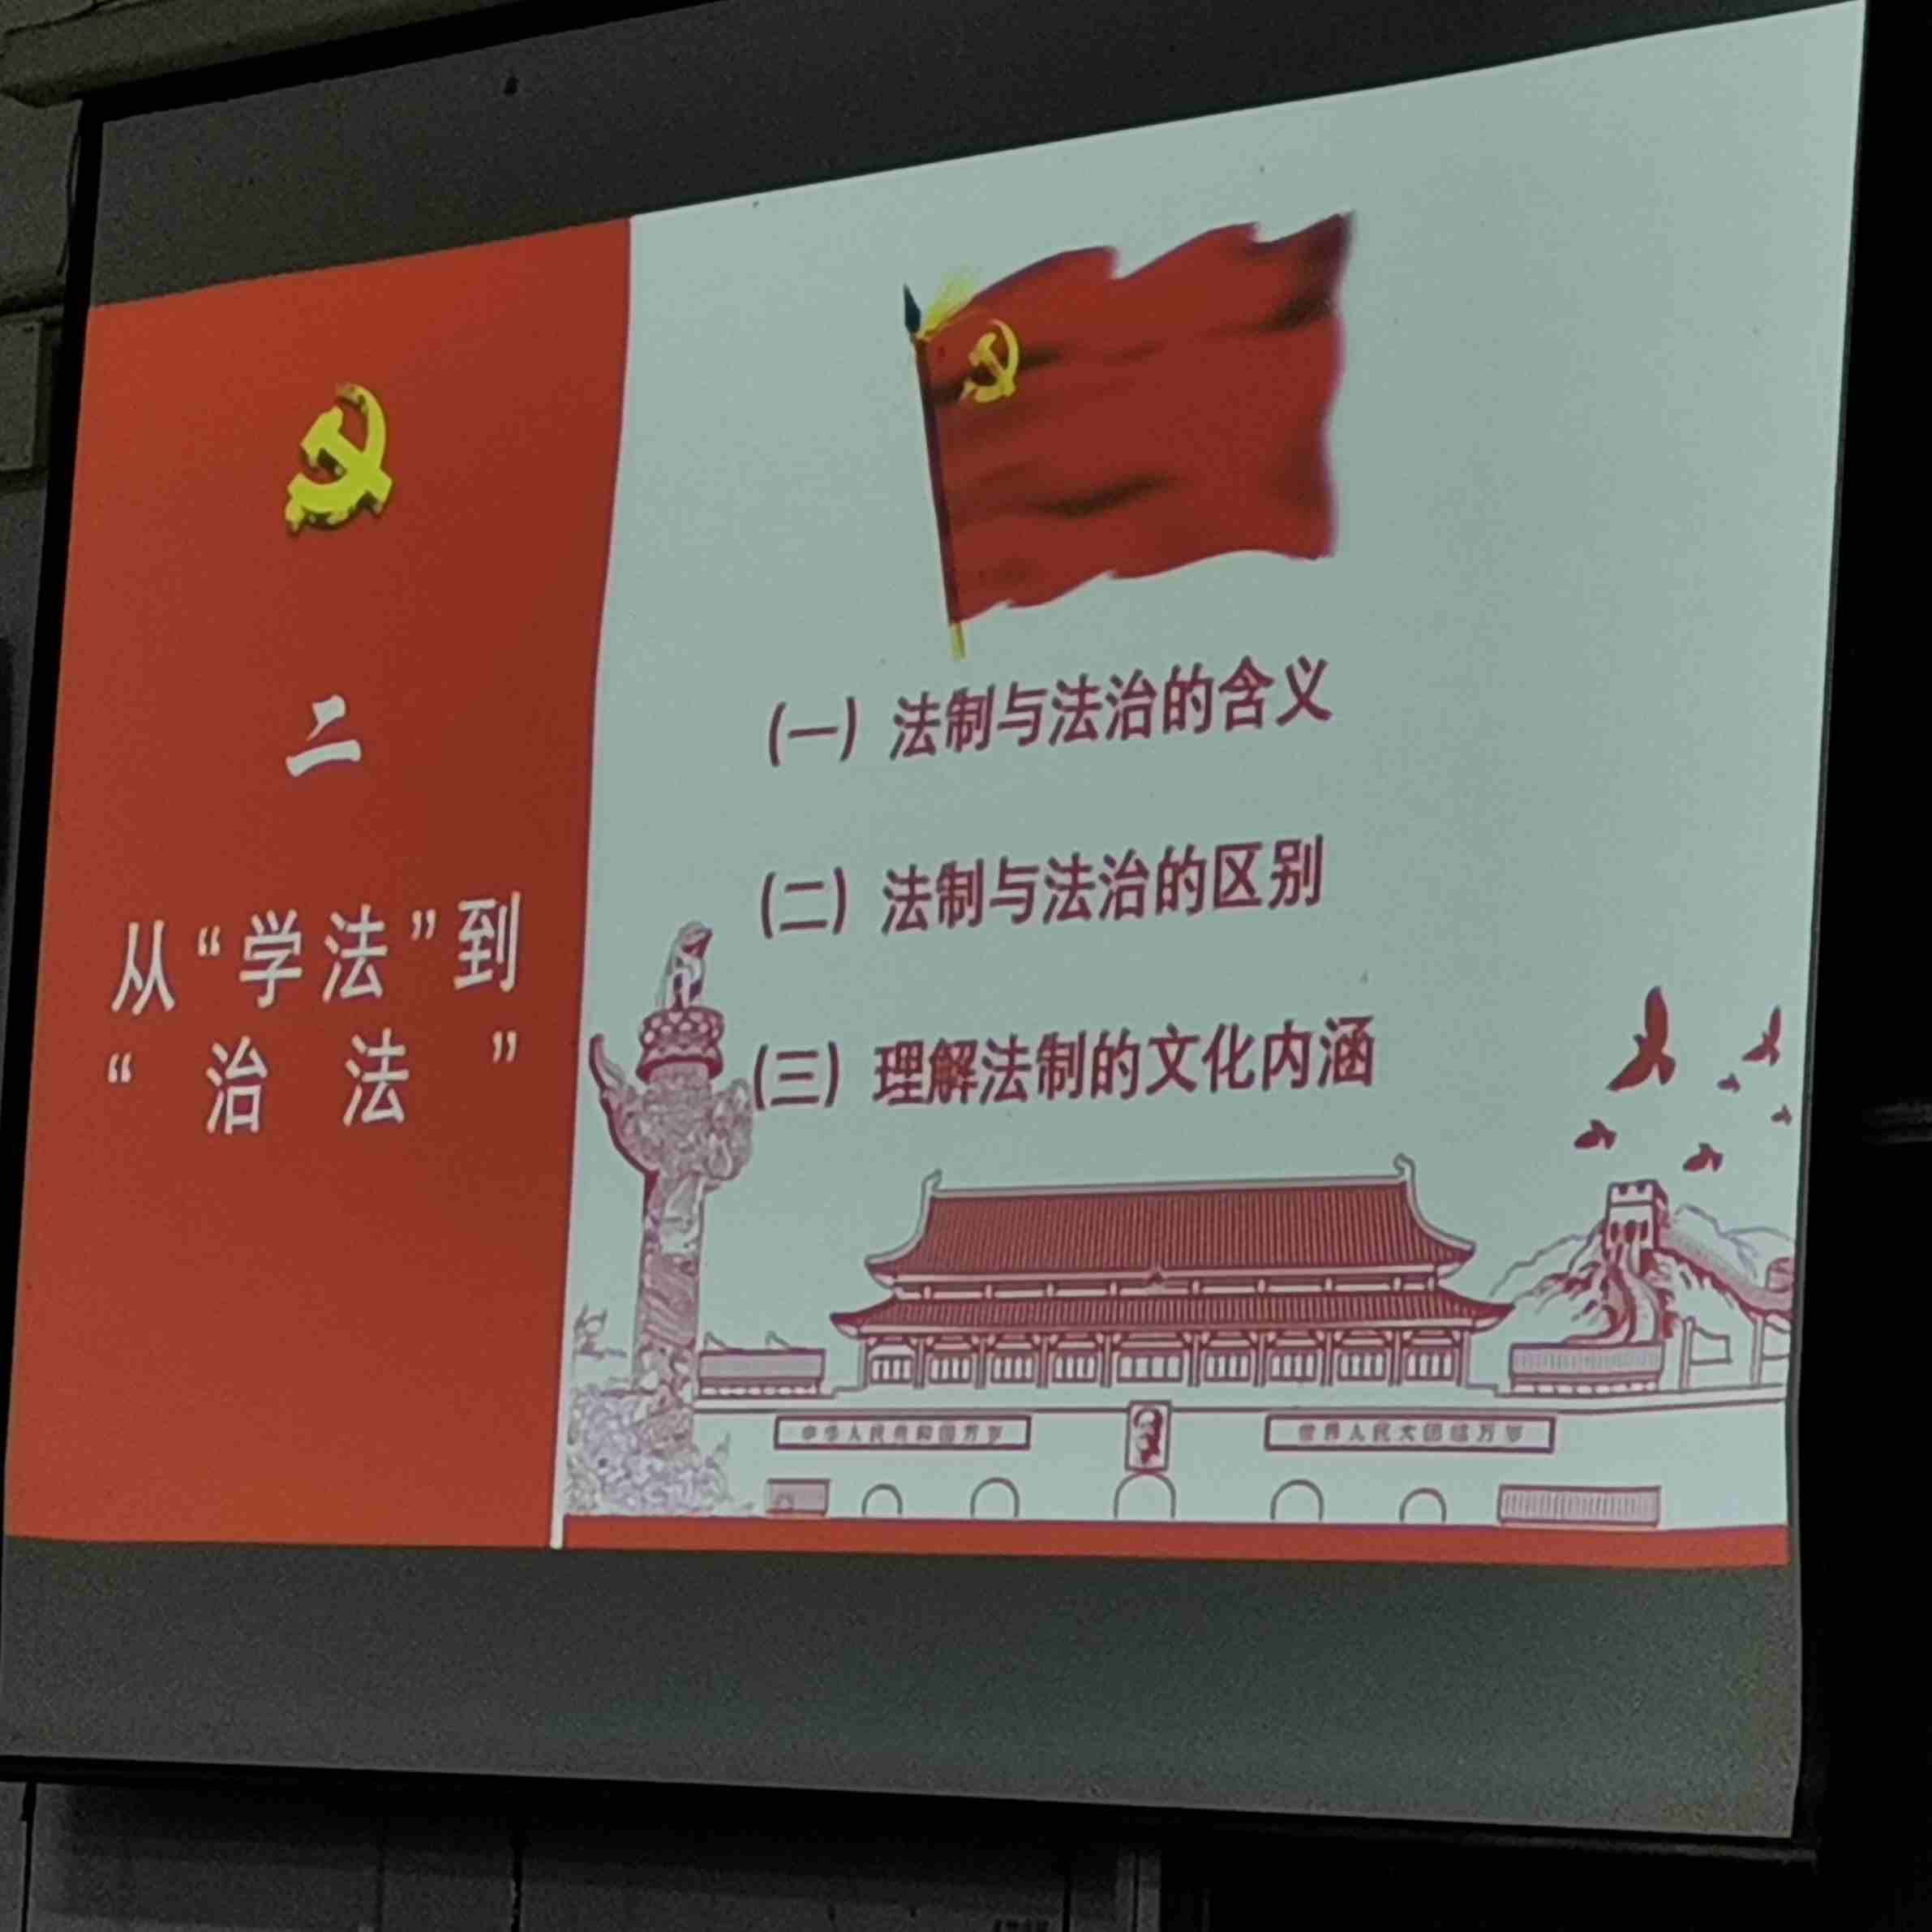 二
从“学法”到
“治法”
(一) 法制与法治的含义
(二) 法制与法治的区别
(三) 理解法制的文化内涵
中华人民共和国万岁
世界人民大团结万岁